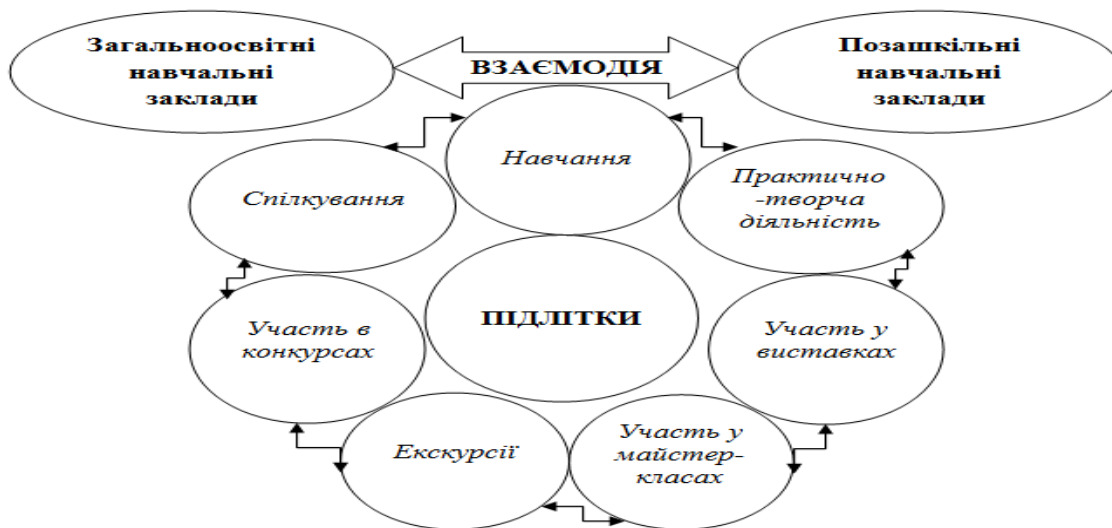 Загальноосвітні
навчальні
заклади
ВЗАЄМОДІЯ
Позашкільні
навчальні
заклади
Навчання
Спілкування
Практично
-творча
діяльність
ПІДЛІТКИ
Участь в
конкурсах
Участь у
виставках
Екскурсії
Участь у
майстер-
класах